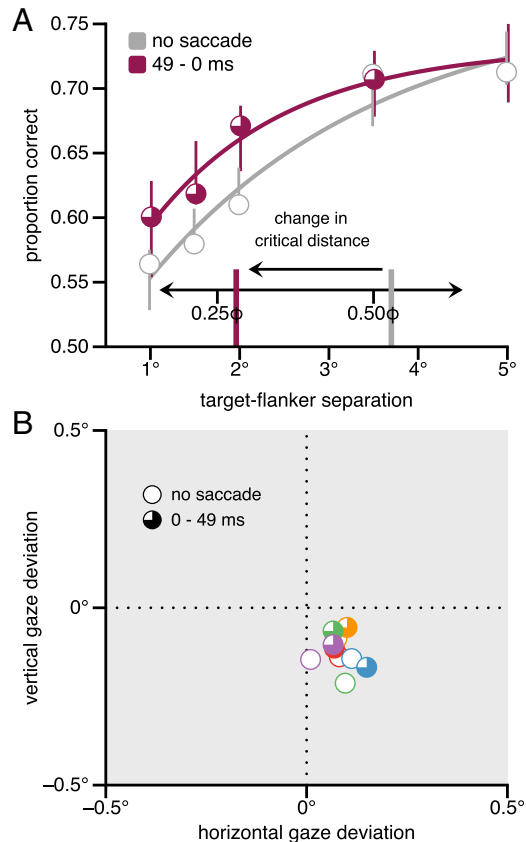 A
0.75
no saccade
49 - 0 ms
0.70
0.65
proportion correct
0.60
change in
critical distance
0.55
0.25ϕ
0.50ϕ
0.50
1°
2°
3°
4°
5°
target-flanker separation
B
0.5°
no saccade
0 - 49 ms
vertical gaze deviation
0°
−0.5°
−0.5°
0°
0.5°
horizontal gaze deviation